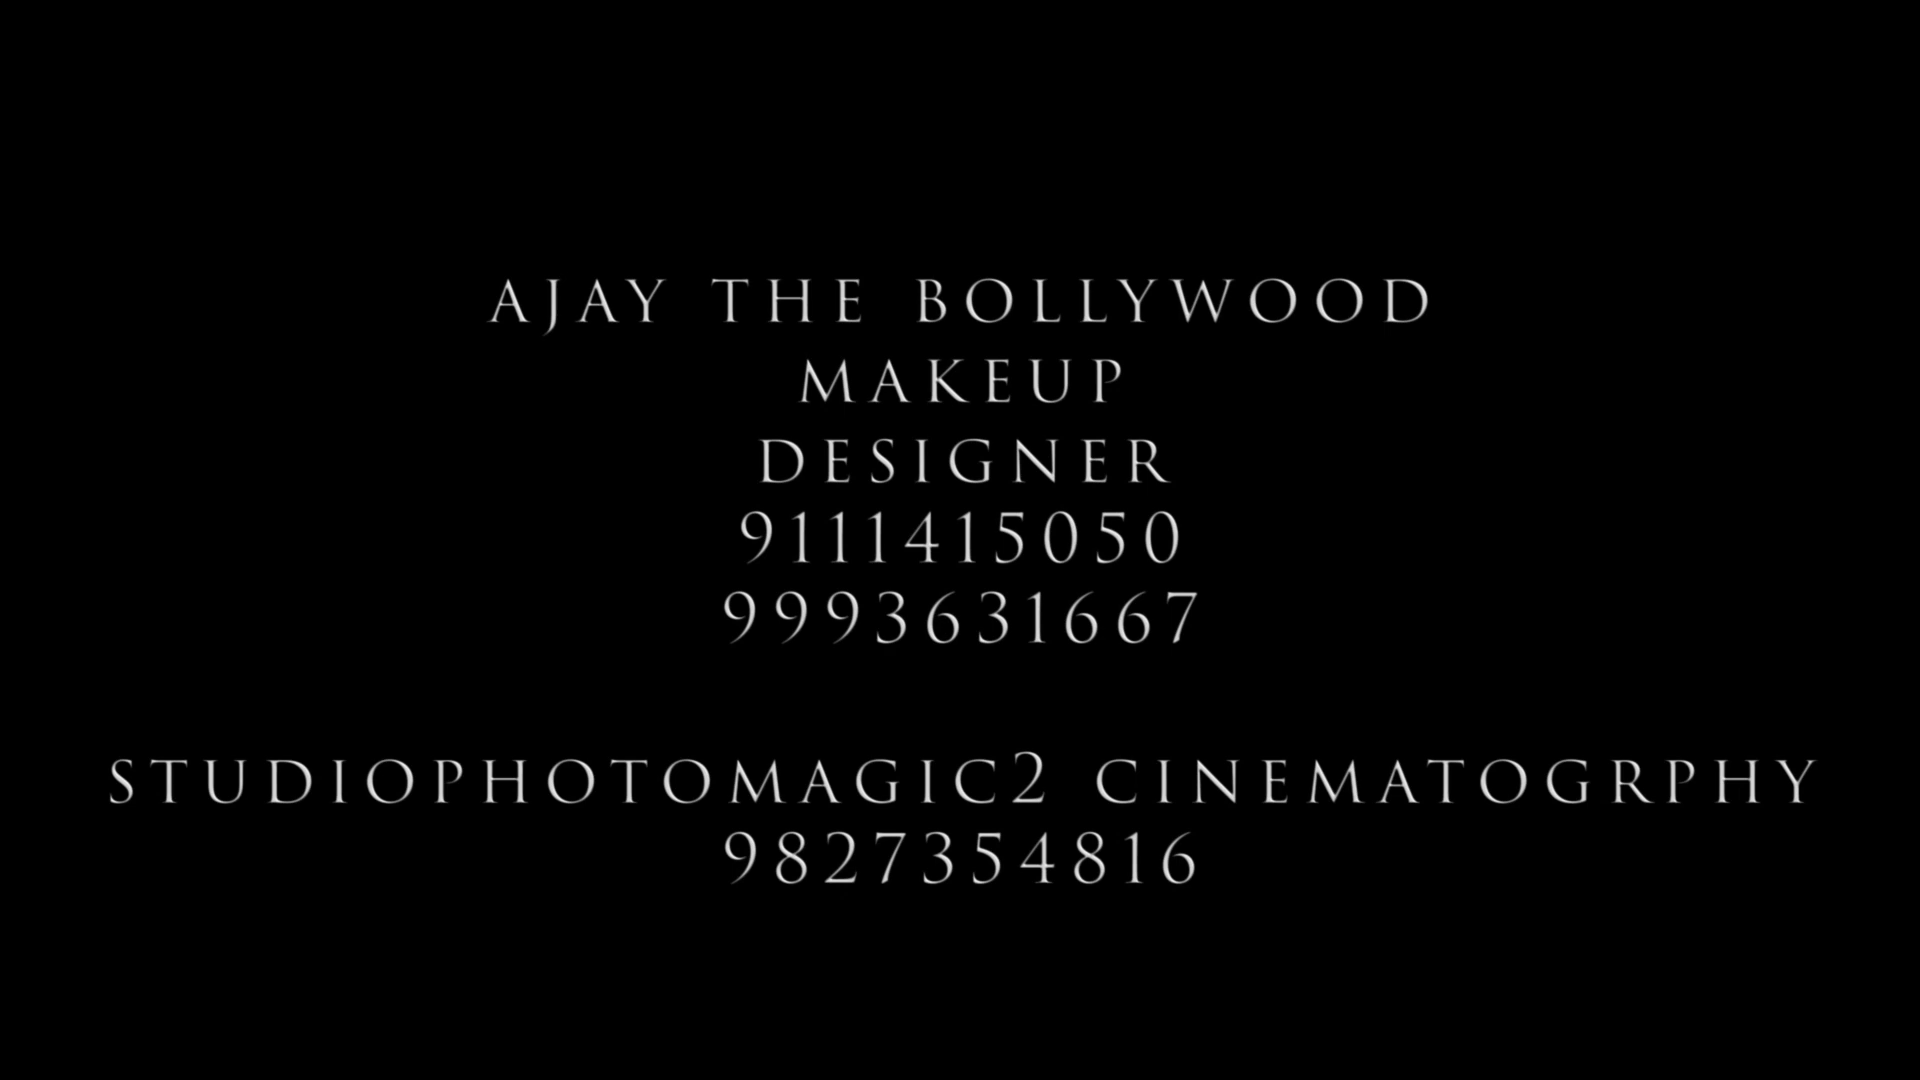 AJAY THE BOLLYWOOD
MAKEUP
DESIGNER
9111415050
9993631667
STUDIOPHOTOMAGIC2 CINEMATOGRPHY
9827354816